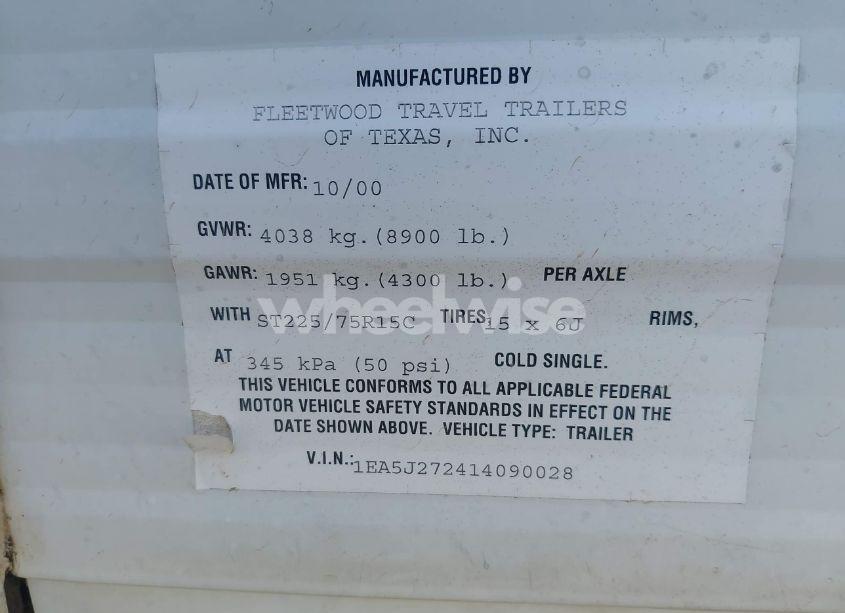 MANUFACTURED BY
FLEETWOOD TRAVEL TRAILERS
OF TEXAS, INC.
DATE OF MFR: 10/00
GVWR: 4038 kg.(8900 lb.)
GAWR: 1951 kg.(4300 lb.) PER AXLE
wheelwise
WITH ST225/75R15C TIRES, 15 x 6J RIMS,
AT 345 kPa (50 psi) COLD SINGLE.
THIS VEHICLE CONFORMS TO ALL APPLICABLE FEDERAL
MOTOR VEHICLE SAFETY STANDARDS IN EFFECT ON THE
DATE SHOWN ABOVE. VEHICLE TYPE: TRAILER
V.I.N.: 1EA5J272414090028